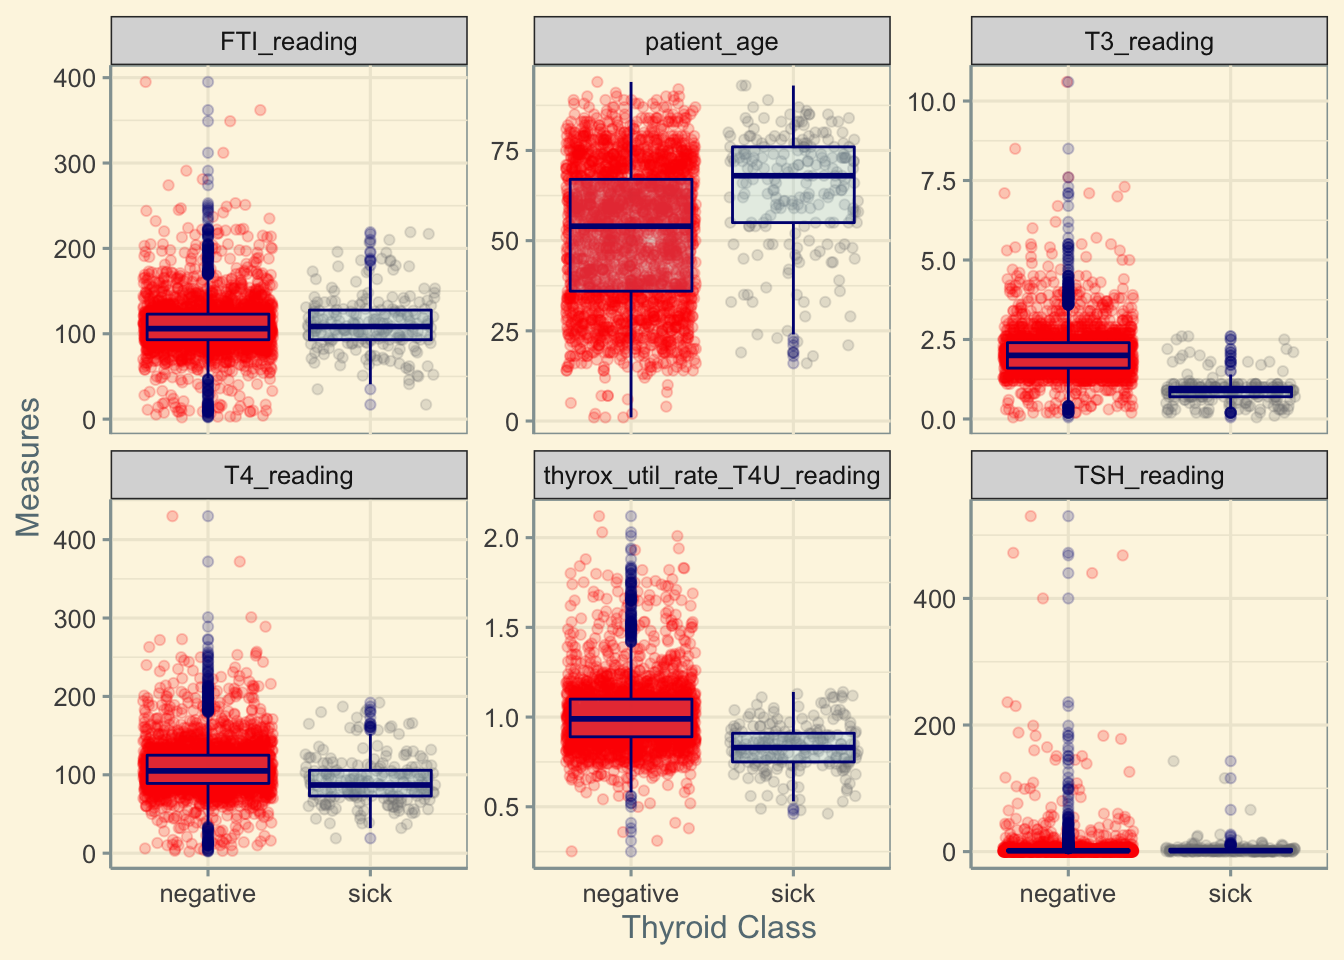 FTI_reading
patient_age
T3_reading
400
300
200
100
0
75
50
25
0
10.0
7.5
5.0
2.5
0.0
Measures
T4_reading
thyrox_util_rate_T4U_reading
TSH_reading
400
300
200
100
0
2.0
1.5
1.0
0.5
400
200
0
negative
sick
negative
sick
negative
sick
Thyroid Class